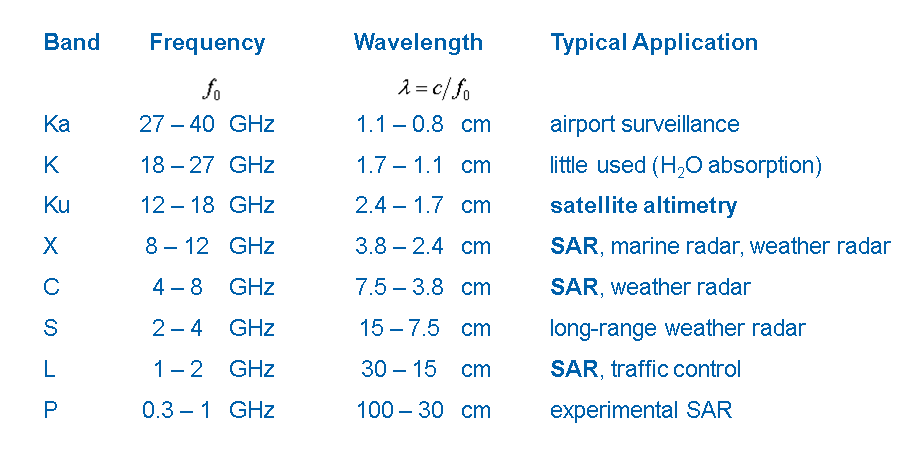 Band Frequency Wavelength Typical Application
f₀ λ = c/f₀
Ka 27 – 40 GHz 1.1 – 0.8 cm airport surveillance
K 18 – 27 GHz 1.7 – 1.1 cm little used (H₂O absorption)
Ku 12 – 18 GHz 2.4 – 1.7 cm satellite altimetry
X 8 – 12 GHz 3.8 – 2.4 cm SAR, marine radar, weather radar
C 4 – 8 GHz 7.5 – 3.8 cm SAR, weather radar
S 2 – 4 GHz 15 – 7.5 cm long-range weather radar
L 1 – 2 GHz 30 – 15 cm SAR, traffic control
P 0.3 – 1 GHz 100 – 30 cm experimental SAR